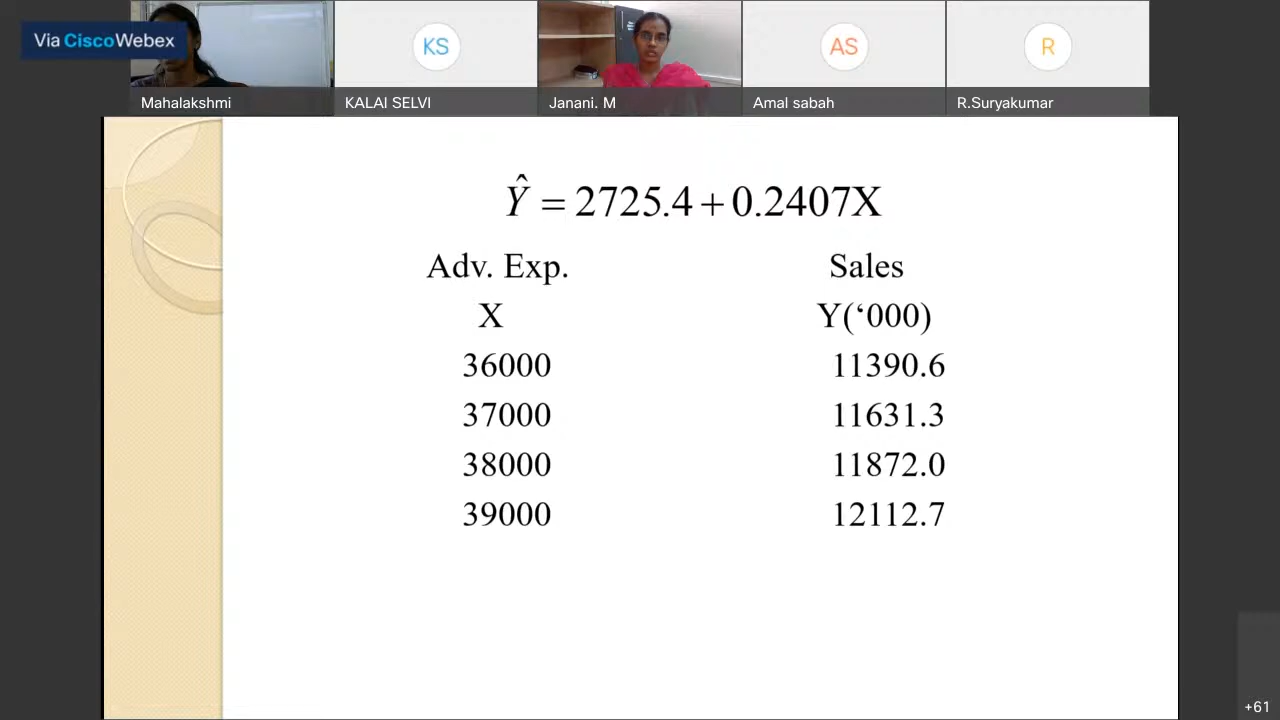 Via CiscoWebex
Mahalakshmi
KS
KALAI SELVI
Janani. M
AS
Amal sabah
R
R.Suryakumar
Ŷ = 2725.4 + 0.2407X
Adv. Exp. Sales
X Y(‘000)
36000 11390.6
37000 11631.3
38000 11872.0
39000 12112.7
+61